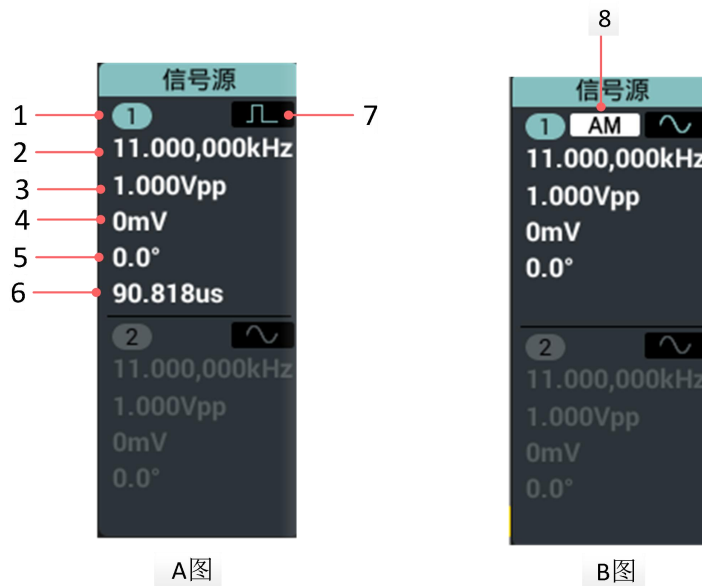 8
信号源
1
1
7
2
11.000,000kHz
3
1.000Vpp
4
0mV
5
0.0°
6
90.818us
2
11.000,000kHz
1.000Vpp
0mV
0.0°
A图
信号源
1 AM
11.000,000kHz
1.000Vpp
0mV
0.0°
2
11.000,000kHz
1.000Vpp
0mV
0.0°
B图